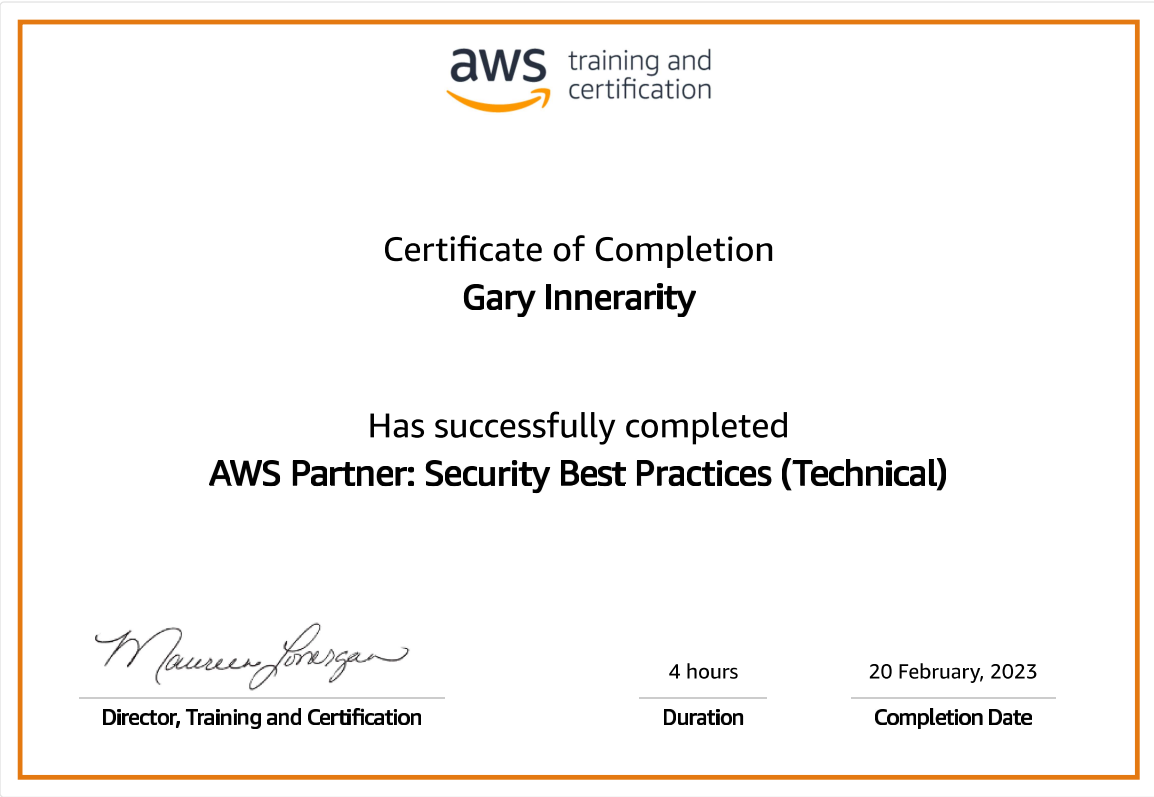 aws training and
certification
Certificate of Completion
Gary Innerarity
Has successfully completed
AWS Partner: Security Best Practices (Technical)
Maureen Lonergan
4 hours
20 February, 2023
Director, Training and Certification
Duration
Completion Date